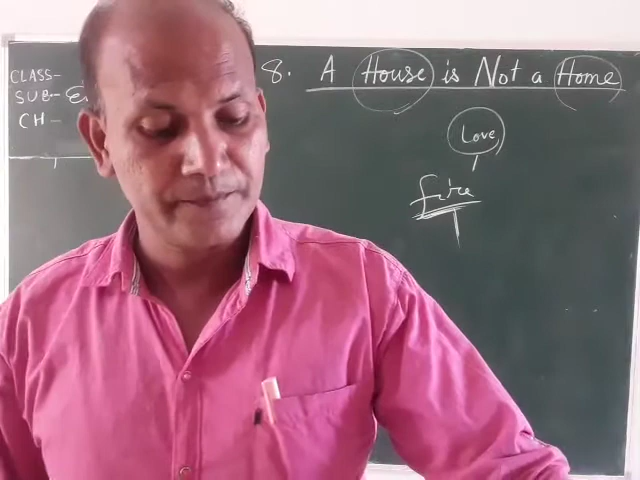 CLASS-
SUB-
CH-
8. A House is Not a Home
Love
fire